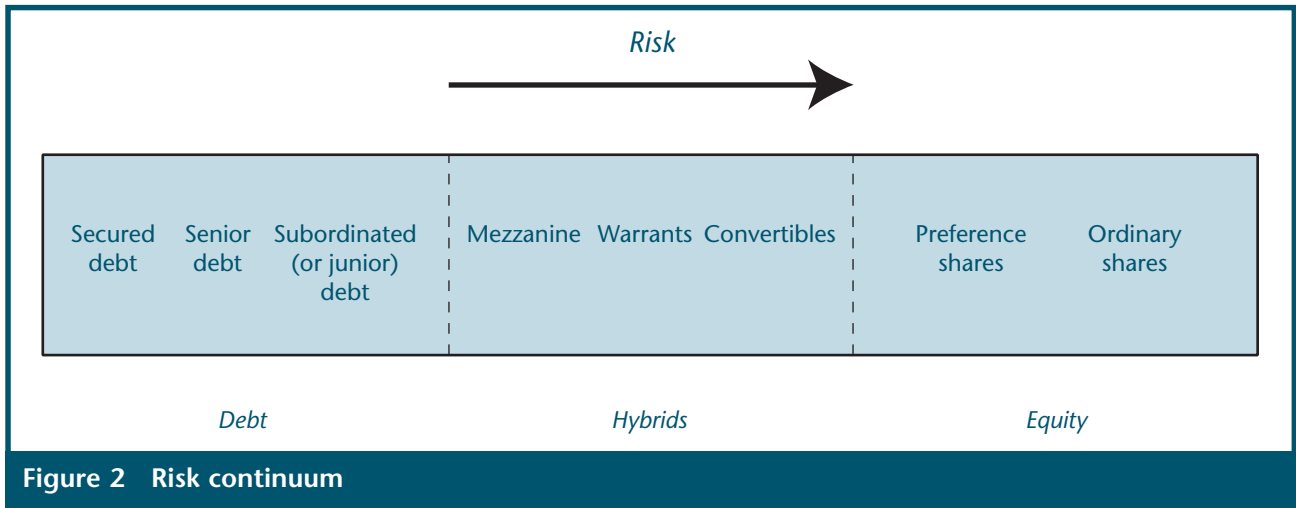 Risk
Secured debt
Senior debt
Subordinated (or junior) debt
Mezzanine
Warrants
Convertibles
Preference shares
Ordinary shares
Debt
Hybrids
Equity
Figure 2 Risk continuum